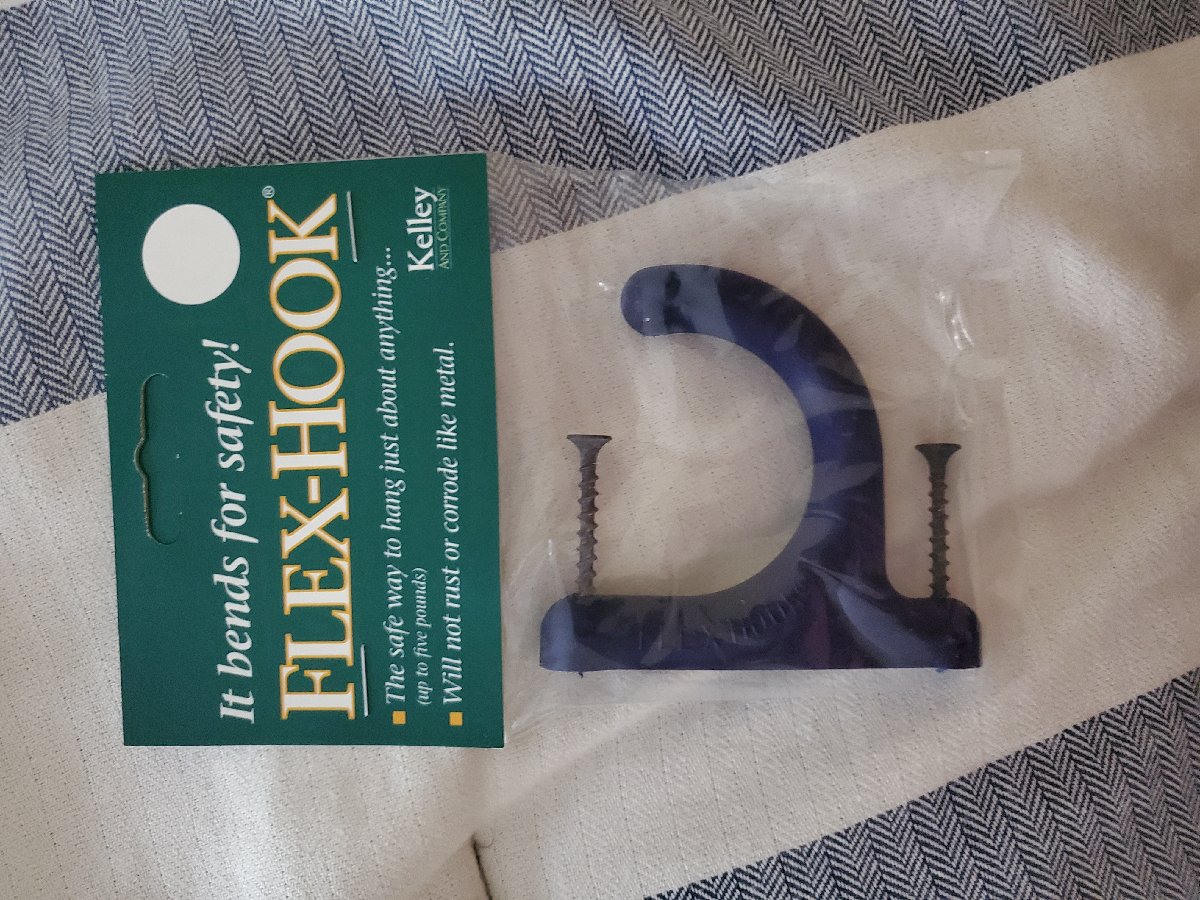 It bends for safety!
FLEX-HOOK®
■ The safe way to hang just about anything...
(up to five pounds)
■ Will not rust or corrode like metal.
Kelley
AND COMPANY